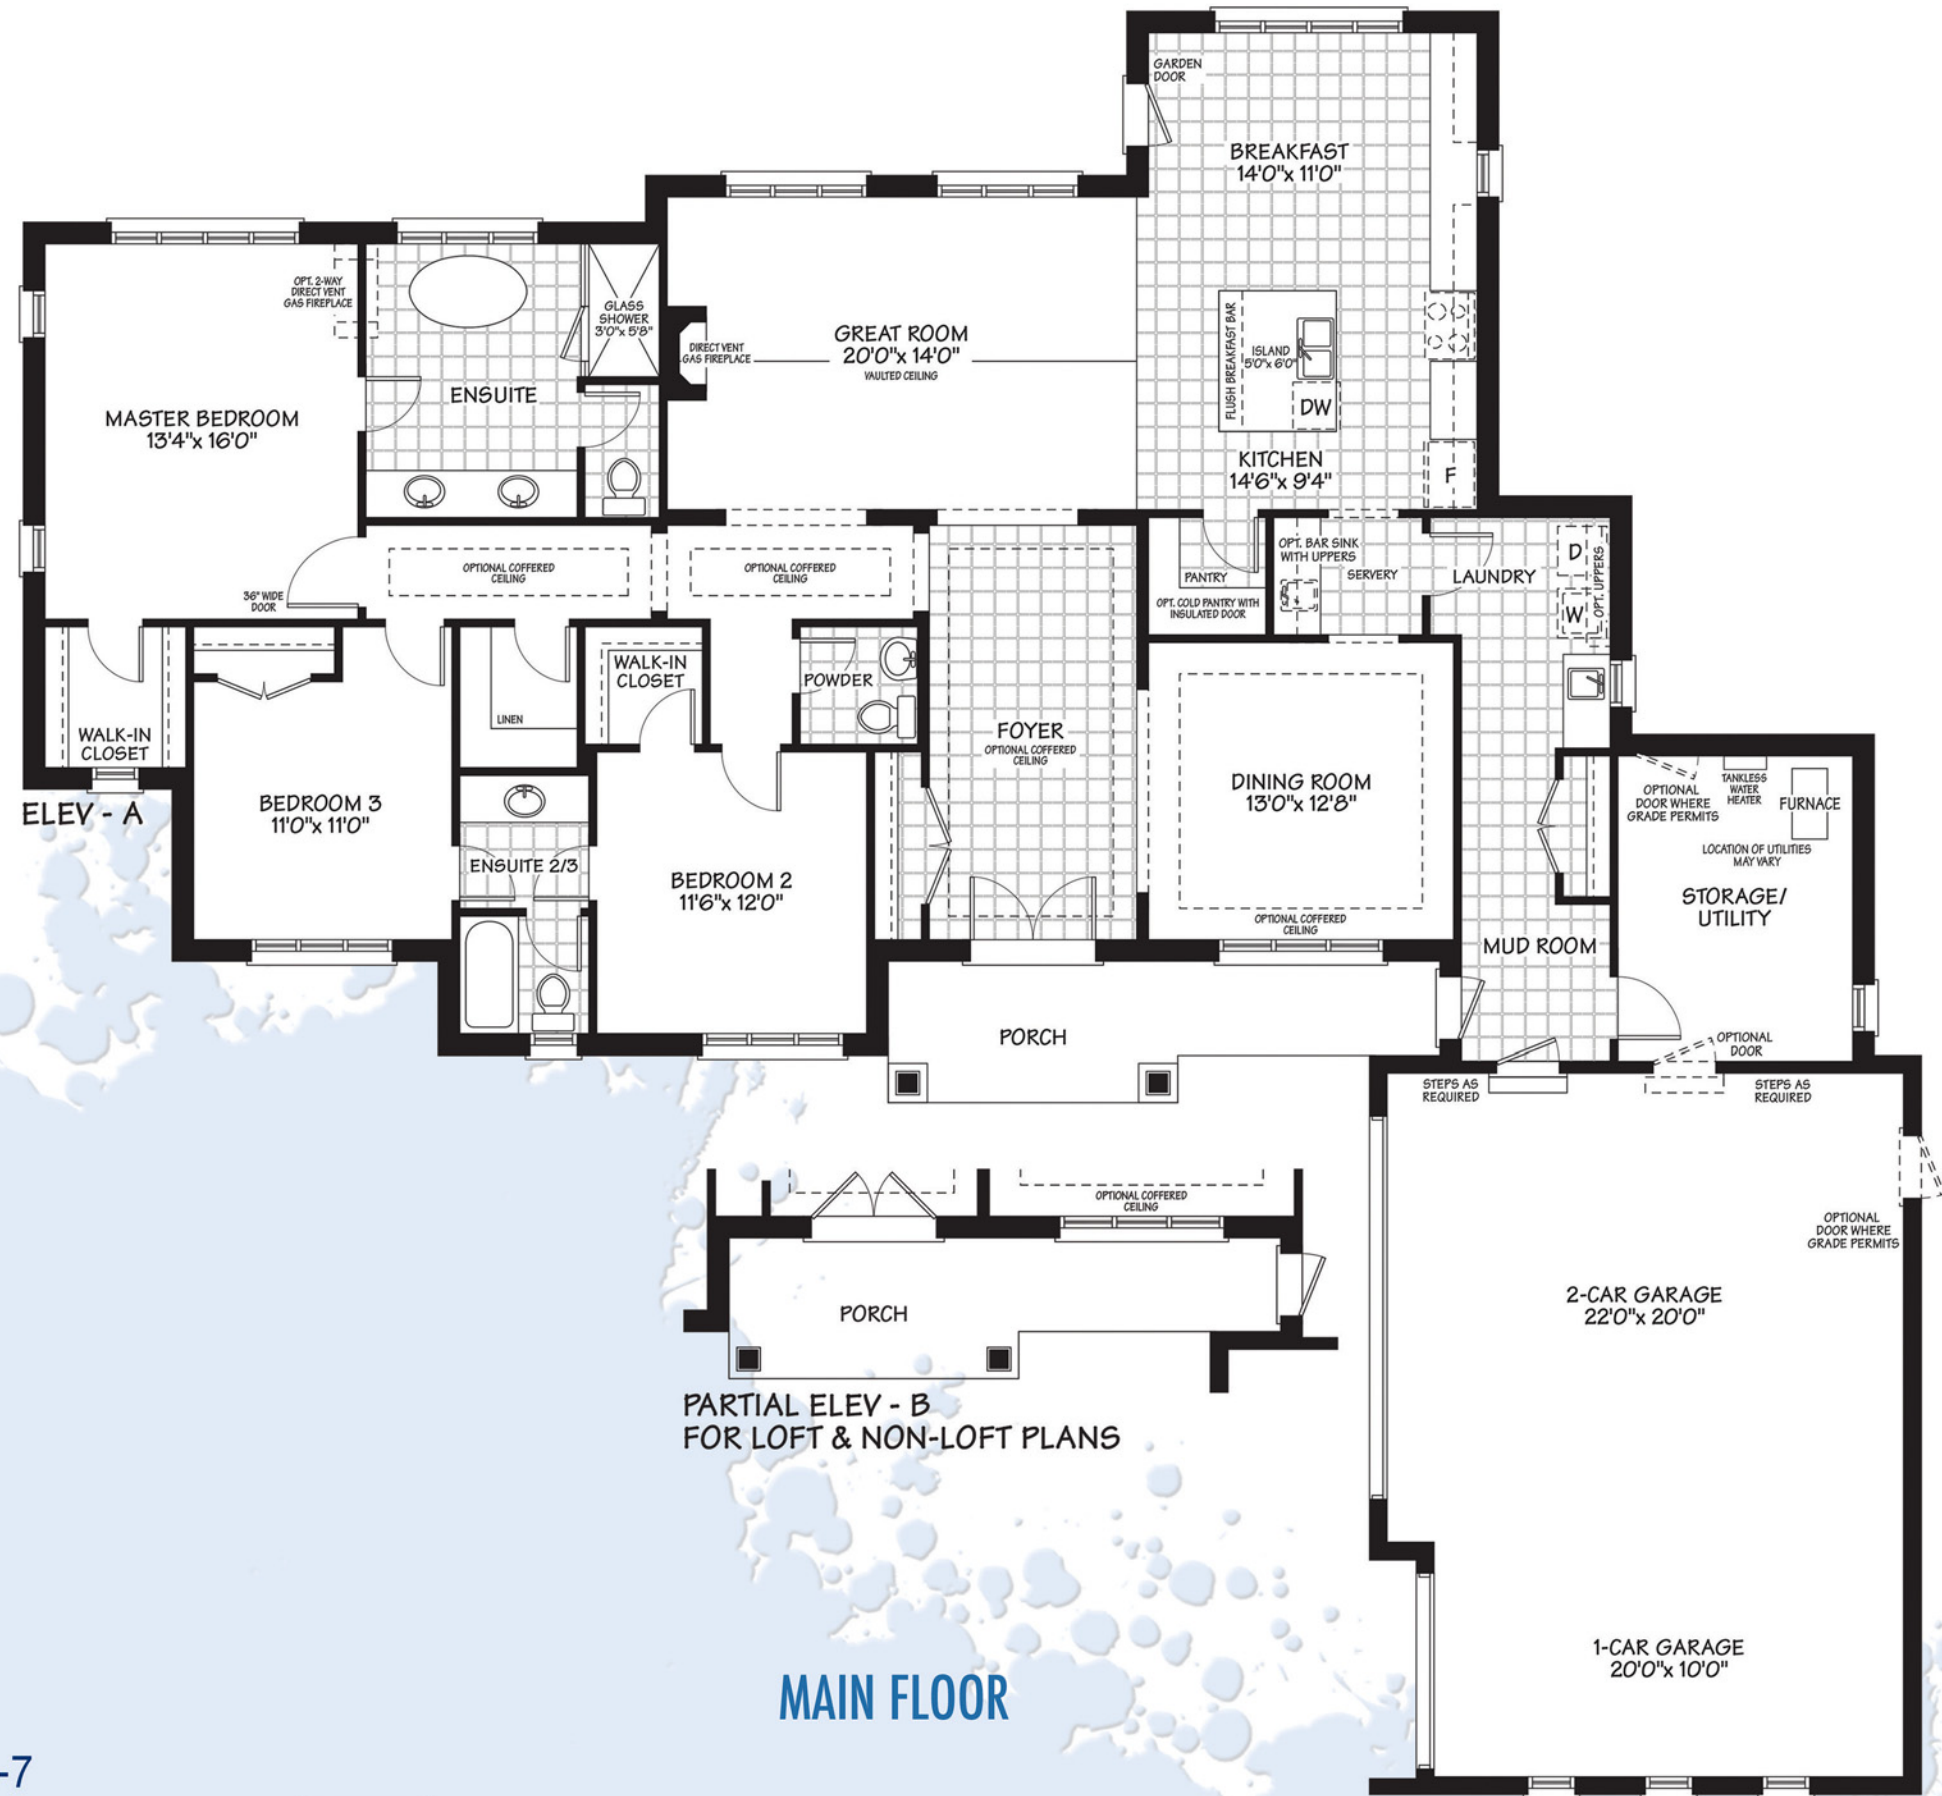 GARDEN
DOOR
BREAKFAST
14'0"x 11'0"
OPT. 2-WAY
DIRECT VENT
GAS FIREPLACE
GLASS
SHOWER
3'0"x 5'8"
DIRECT VENT
GAS FIREPLACE
GREAT ROOM
20'0"x 14'0"
VAULTED CEILING
FLUSH BREAKFAST BAR
ISLAND
5'0"x 6'0"
DW
ENSUITE
MASTER BEDROOM
13'4"x 16'0"
KITCHEN
14'6"x 9'4"
F
OPTIONAL COFFERED
CEILING
OPTIONAL COFFERED
CEILING
36" WIDE
DOOR
PANTRY
OPT. COLD PANTRY WITH
INSULATED DOOR
OPT. BAR SINK
WITH UPPERS
SERVERY
LAUNDRY
D
W
OPT. UPPERS
WALK-IN
CLOSET
LINEN
WALK-IN
CLOSET
POWDER
FOYER
OPTIONAL COFFERED
CEILING
DINING ROOM
13'0"x 12'8"
OPTIONAL COFFERED
CEILING
OPTIONAL
DOOR WHERE
GRADE PERMITS
TANKLESS
WATER
HEATER
FURNACE
LOCATION OF UTILITIES
MAY VARY
STORAGE/
UTILITY
ELEV - A
BEDROOM 3
11'0"x 11'0"
ENSUITE 2/3
BEDROOM 2
11'6"x 12'0"
MUD ROOM
PORCH
OPTIONAL
DOOR
STEPS AS
REQUIRED
STEPS AS
REQUIRED
OPTIONAL COFFERED
CEILING
OPTIONAL
DOOR WHERE
GRADE PERMITS
PORCH
2-CAR GARAGE
22'0"x 20'0"
PARTIAL ELEV - B
FOR LOFT & NON-LOFT PLANS
1-CAR GARAGE
20'0"x 10'0"
MAIN FLOOR
-7